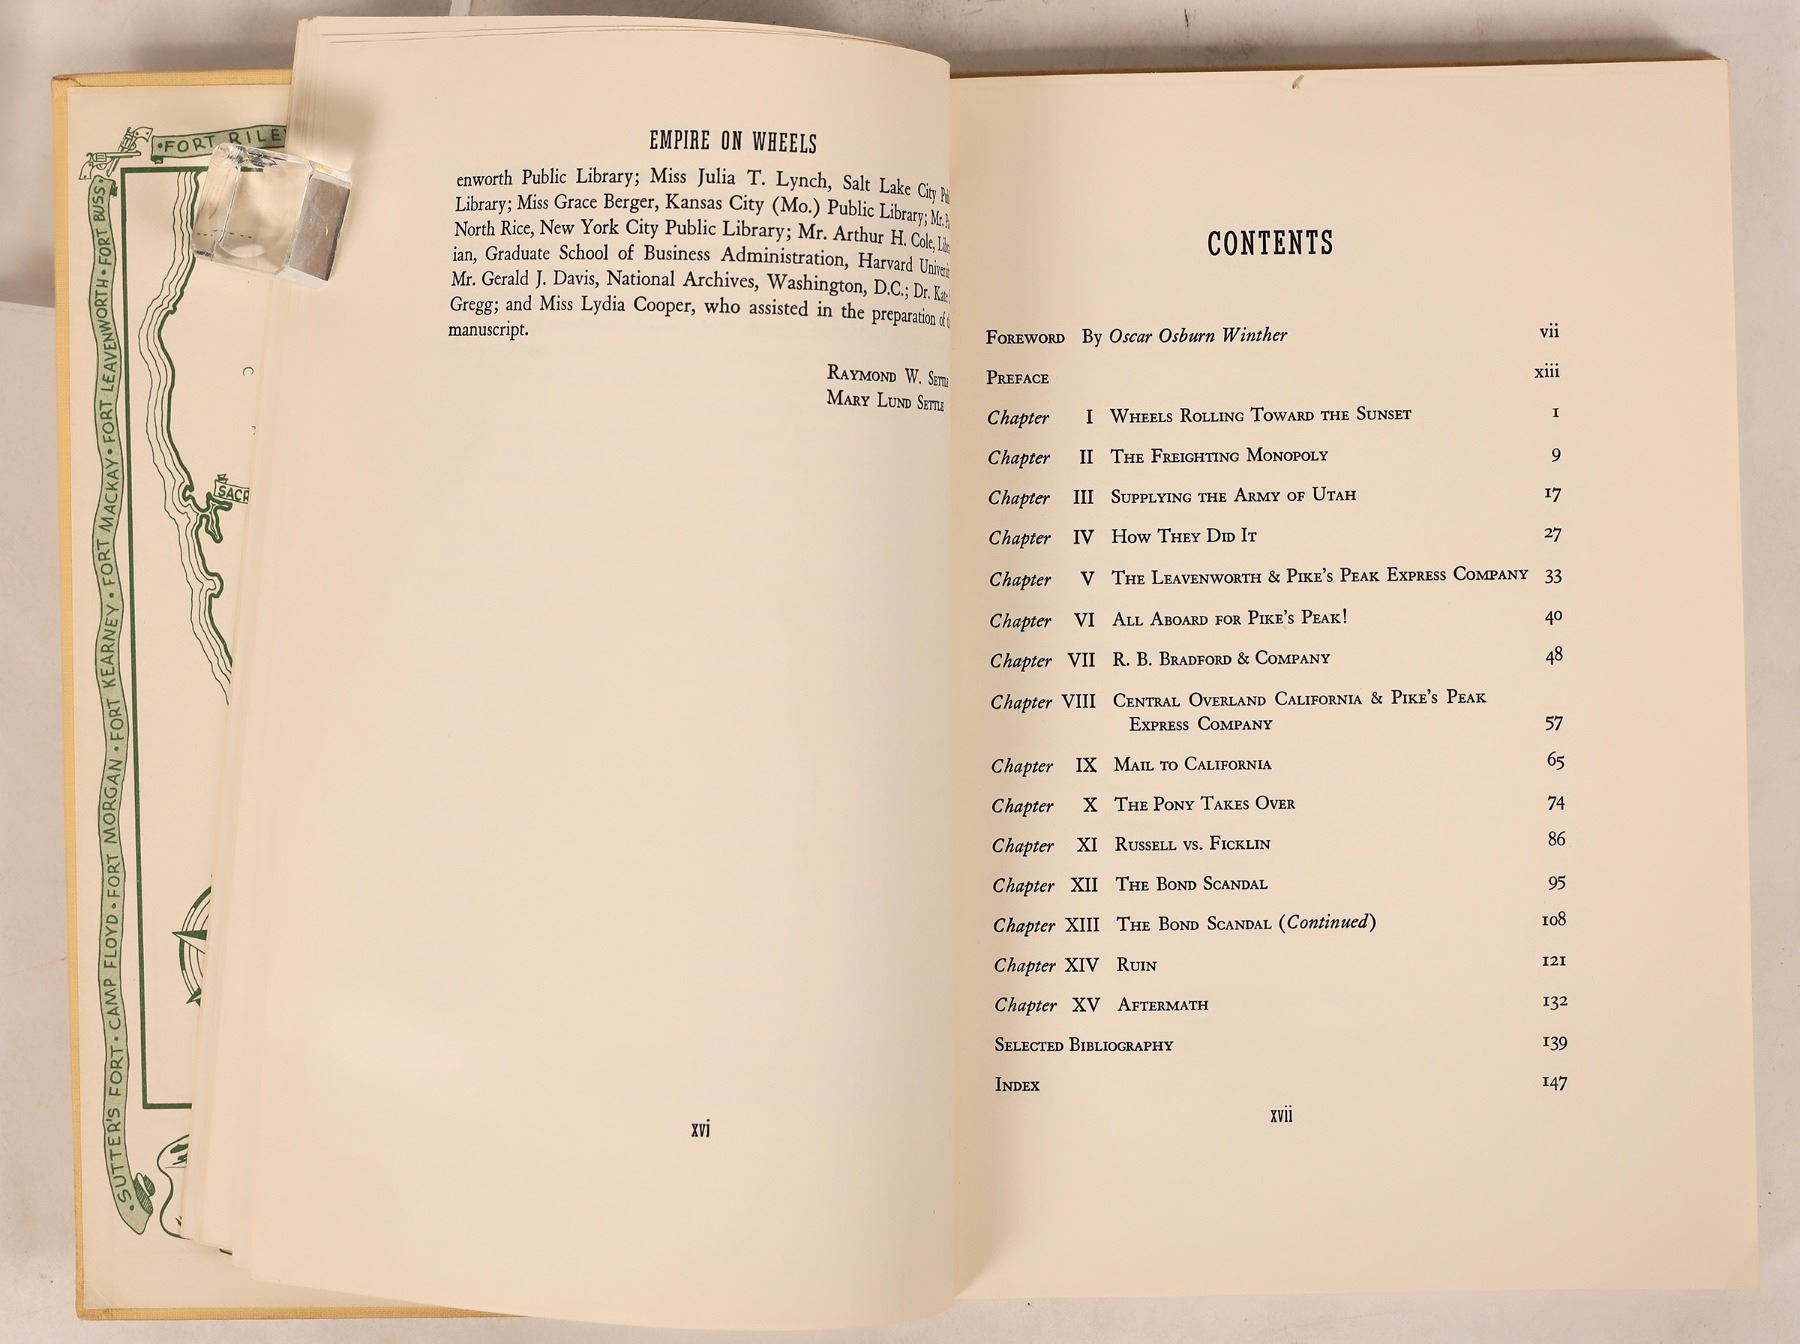 FORT RILEY
SUTTER'S FORT • CAMP FLOYD • FORT MORGAN • FORT KEARNEY • FORT MACKAY • FORT LEAVENWORTH • FORT BUSS •
EMPIRE ON WHEELS
enworth Public Library; Miss Julia T. Lynch, Salt Lake City
Library; Miss Grace Berger, Kansas City (Mo.) Public Library; Mr.
North Rice, New York City Public Library; Mr. Arthur H. Cole,
ian, Graduate School of Business Administration, Harvard
Mr. Gerald J. Davis, National Archives, Washington, D.C.; Dr. Kate
Gregg; and Miss Lydia Cooper, who assisted in the preparation of
manuscript.
Raymond W. Settle
Mary Lund Settle
xvi
CONTENTS
Foreword By Oscar Osburn Winther vii
Preface xiii
Chapter I Wheels Rolling Toward the Sunset 1
Chapter II The Freighting Monopoly 9
Chapter III Supplying the Army of Utah 17
Chapter IV How They Did It 27
Chapter V The Leavenworth & Pike's Peak Express Company 33
Chapter VI All Aboard for Pike's Peak! 40
Chapter VII R. B. Bradford & Company 48
Chapter VIII Central Overland California & Pike's Peak
Express Company 57
Chapter IX Mail to California 65
Chapter X The Pony Takes Over 74
Chapter XI Russell vs. Ficklin 86
Chapter XII The Bond Scandal 95
Chapter XIII The Bond Scandal (Continued) 108
Chapter XIV Ruin 121
Chapter XV Aftermath 132
Selected Bibliography 139
Index 147
xvii